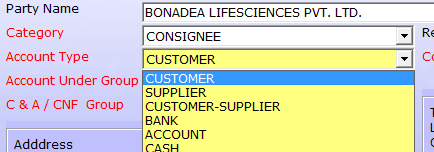 Party Name BONADEA LIFESCIENCES PVT. LTD.
Category CONSIGNEE Re
Account Type CUSTOMER Co
Account Under Group CUSTOMER
SUPPLIER
C & A / CNF Group CUSTOMER-SUPPLIER
BANK
Adddress ACCOUNT
CASH